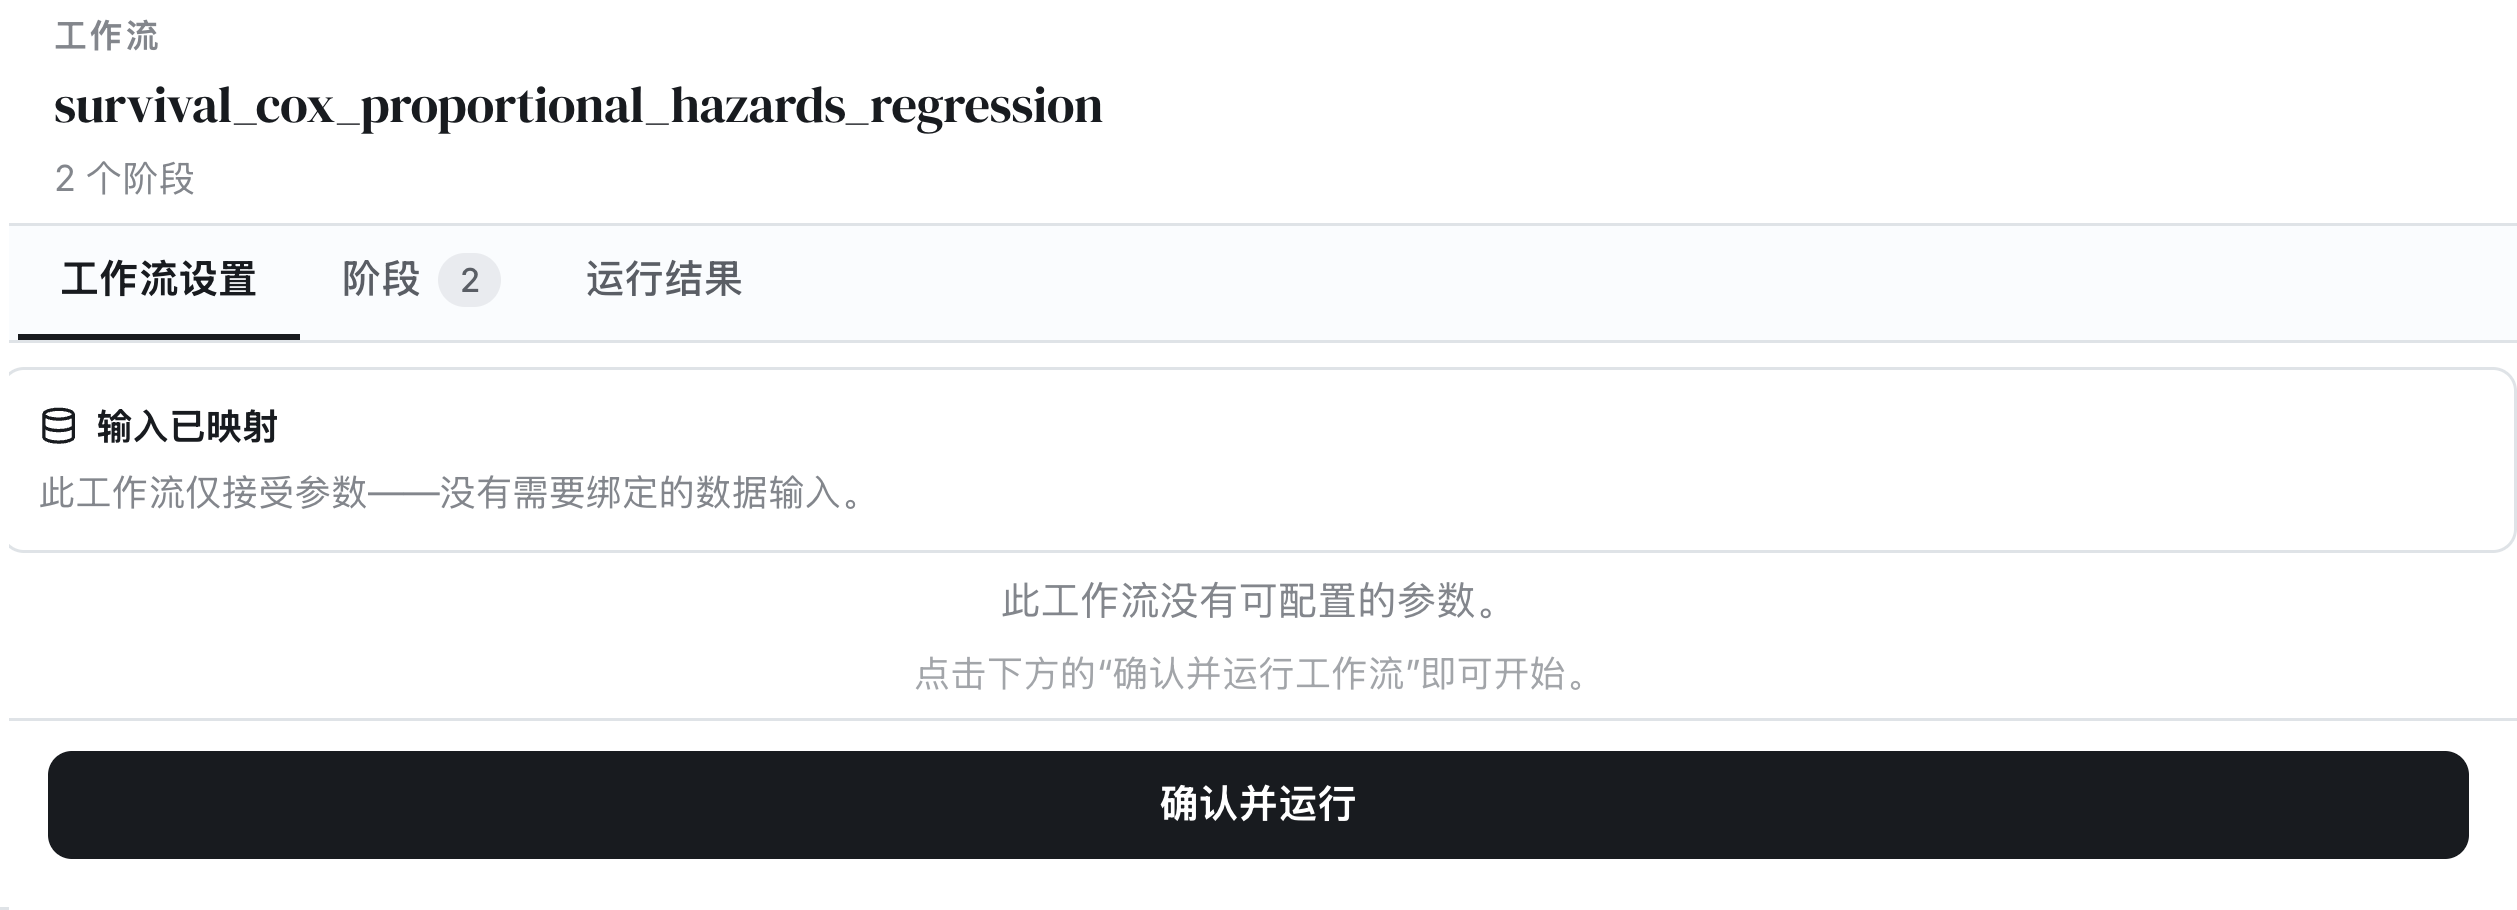 工作流
survival_cox_proportional_hazards_regression
2 个阶段
工作流设置 阶段 2 运行结果
输入已映射
此工作流仅接受参数——没有需要绑定的数据输入。
此工作流没有可配置的参数。
点击下方的“确认并运行工作流”即可开始。
确认并运行